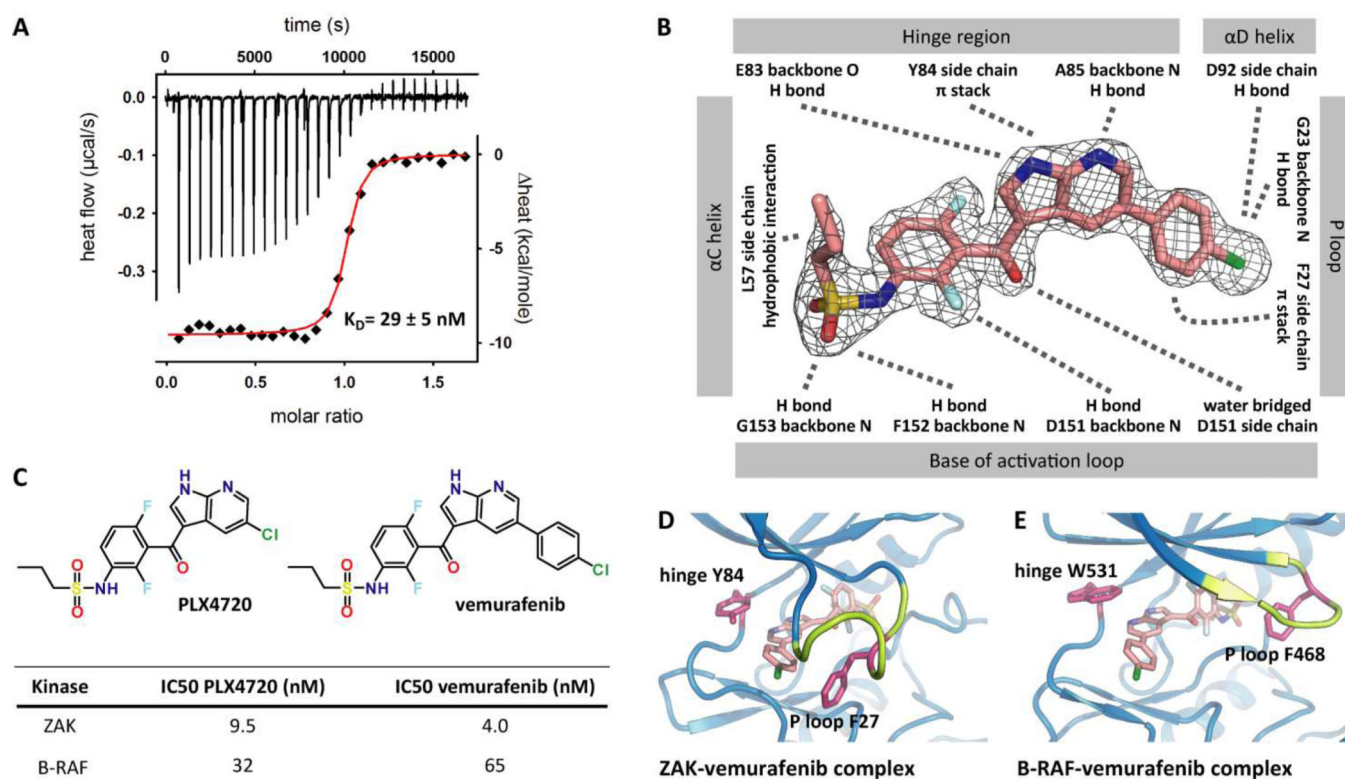 A
time (s)
0 5000 10000 15000
0.0
-0.1
-0.2
-0.3
heat flow (μcal/s)
0
-5
-10
Δheat (kcal/mole)
K_D= 29 ± 5 nM
0.0 0.5 1.0 1.5
molar ratio
B
Hinge region
αD helix
E83 backbone O
H bond
Y84 side chain
π stack
A85 backbone N
H bond
D92 side chain
H bond
αC helix
L57 side chain
hydrophobic interaction
G23 backbone N
H bond
F27 side chain
π stack
P loop
H bond
G153 backbone N
H bond
F152 backbone N
H bond
D151 backbone N
water bridged
D151 side chain
Base of activation loop
C
H
N
N
F
Cl
O
F
O
S
NH
O
PLX4720
H
N
N
F
O
F
Cl
O
S
NH
O
vemurafenib
Kinase IC50 PLX4720 (nM) IC50 vemurafenib (nM)
ZAK 9.5 4.0
B-RAF 32 65
D
hinge Y84
P loop F27
ZAK-vemurafenib complex
E
hinge W531
P loop F468
B-RAF-vemurafenib complex